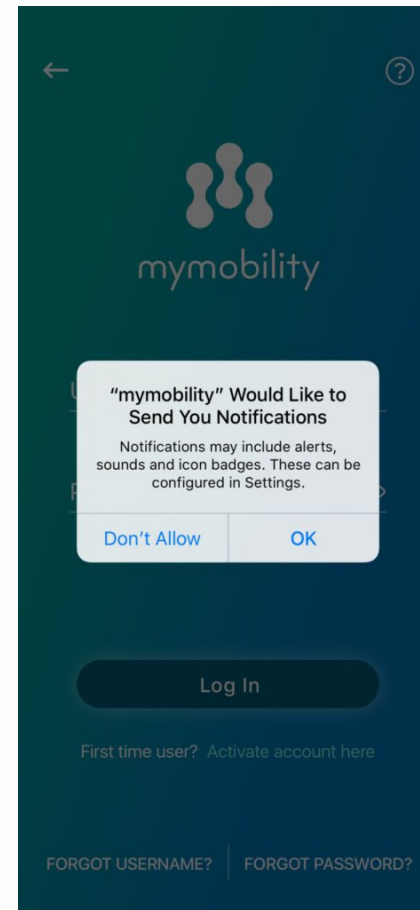 ?
mymobility
U
"mymobility" Would Like to
Send You Notifications
Notifications may include alerts,
sounds and icon badges. These can be
configured in Settings.
Don't Allow
OK
Log In
First time user? Activate account here
FORGOT USERNAME?
FORGOT PASSWORD?